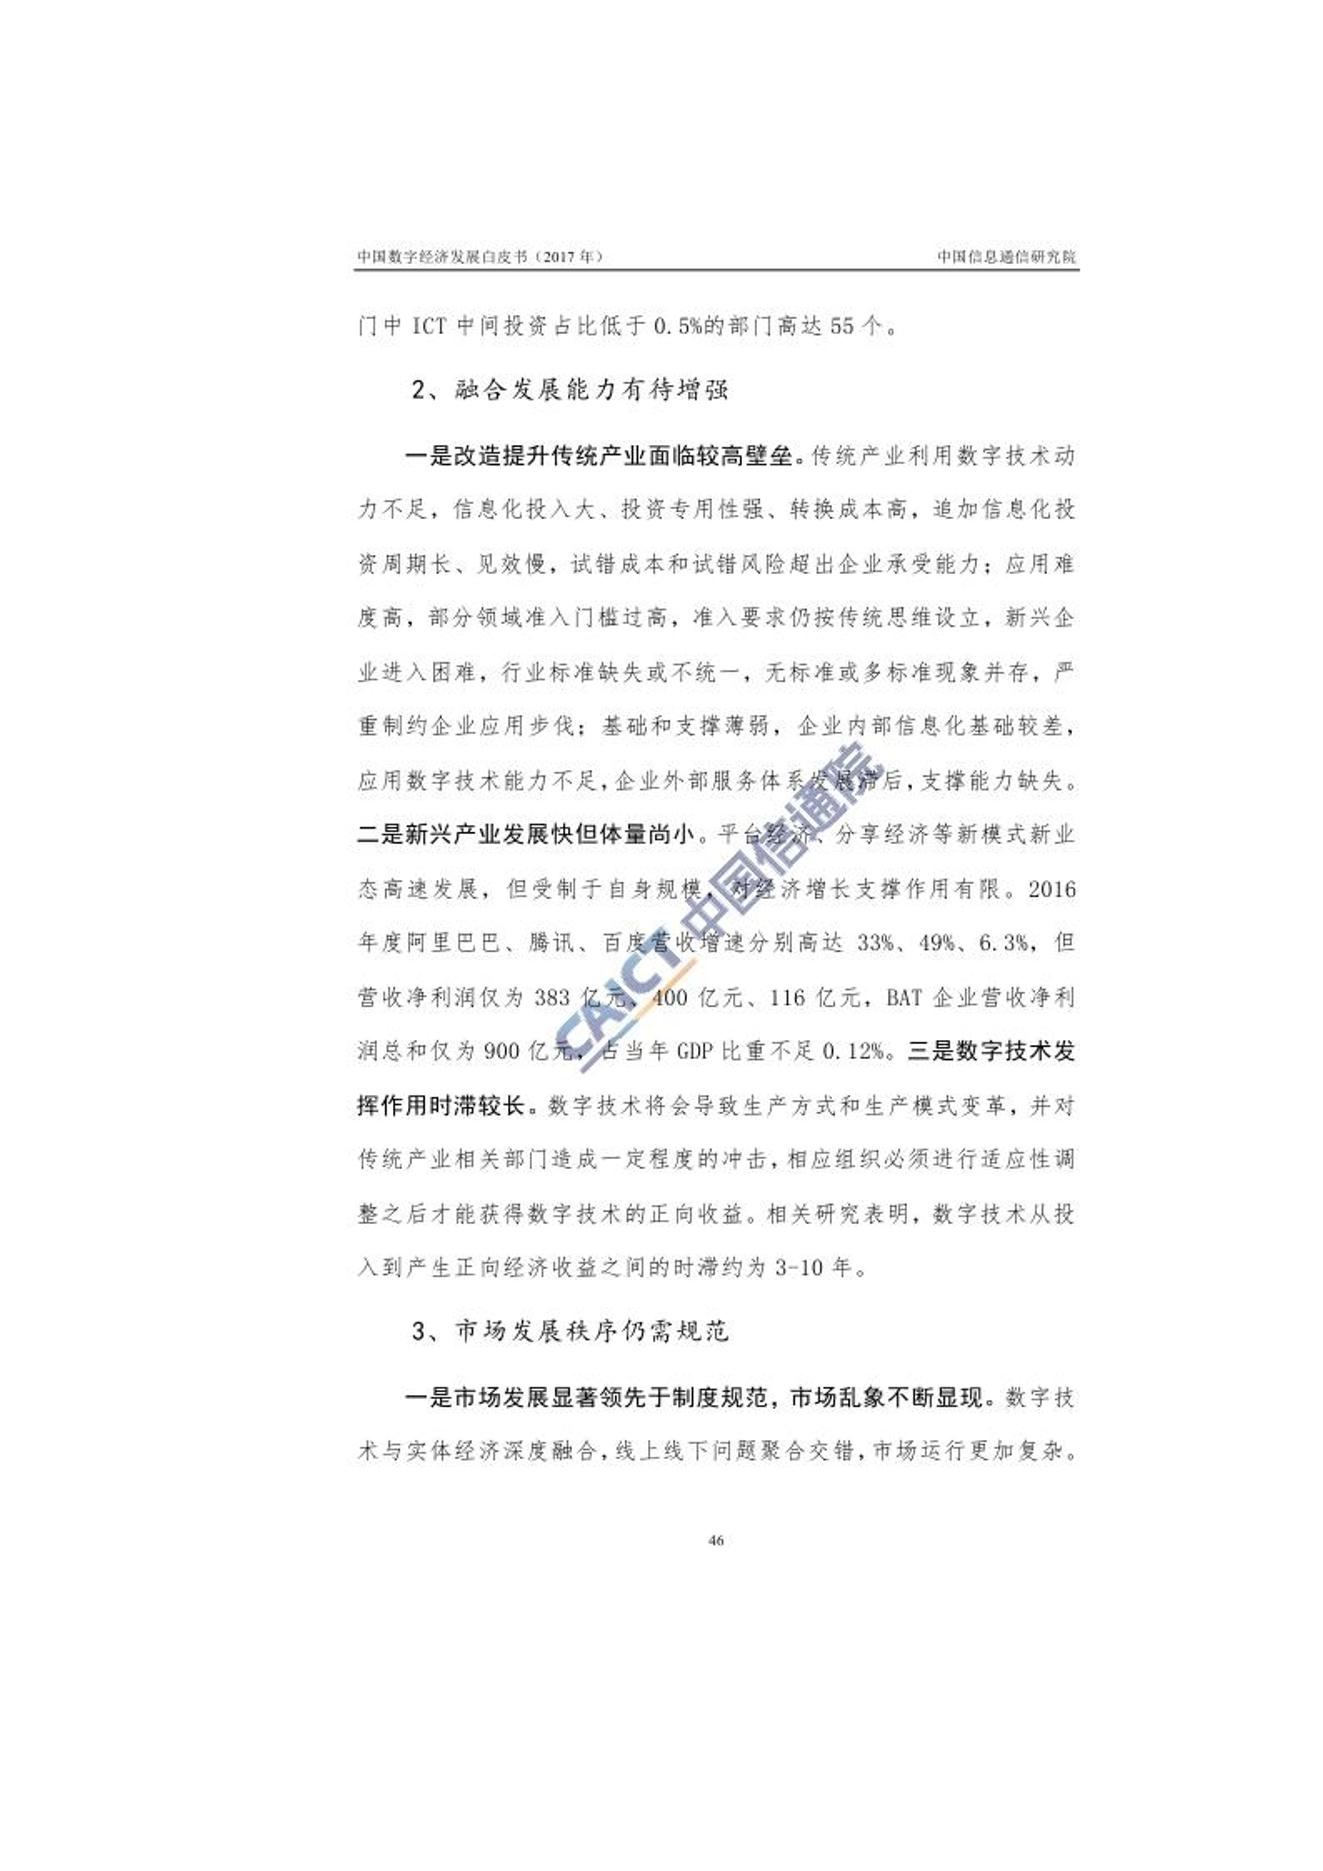 中国数字经济发展白皮书（2017 年） 中国信息通信研究院
门中 ICT 中间投资占比低于 0.5%的部门高达 55 个。
2、融合发展能力有待增强
一是改造提升传统产业面临较高壁垒。传统产业利用数字技术动
力不足，信息化投入大、投资专用性强、转换成本高，追加信息化投
资周期长、见效慢，试错成本和试错风险超出企业承受能力；应用难
度高，部分领域准入门槛过高，准入要求仍按传统思维设立，新兴企
业进入困难，行业标准缺失或不统一，无标准或多标准现象并存，严
重制约企业应用步伐；基础和支撑薄弱，企业内部信息化基础较差，
应用数字技术能力不足，企业外部服务体系发展滞后，支撑能力缺失。
二是新兴产业发展快但体量尚小。平台经济、分享经济等新模式新业
态高速发展，但受制于自身规模，对经济增长支撑作用有限。2016
年度阿里巴巴、腾讯、百度营收增速分别高达 33%、49%、6.3%，但
营收净利润仅为 383 亿元、400 亿元、116 亿元，BAT 企业营收净利
润总和仅为 900 亿元，占当年 GDP 比重不足 0.12%。三是数字技术发
挥作用时滞较长。数字技术将会导致生产方式和生产模式变革，并对
传统产业相关部门造成一定程度的冲击，相应组织必须进行适应性调
整之后才能获得数字技术的正向收益。相关研究表明，数字技术从投
入到产生正向经济收益之间的时滞约为 3-10 年。
3、市场发展秩序仍需规范
一是市场发展显著领先于制度规范，市场乱象不断显现。数字技
术与实体经济深度融合，线上线下问题聚合交错，市场运行更加复杂。
46
CAICT 中国信通院